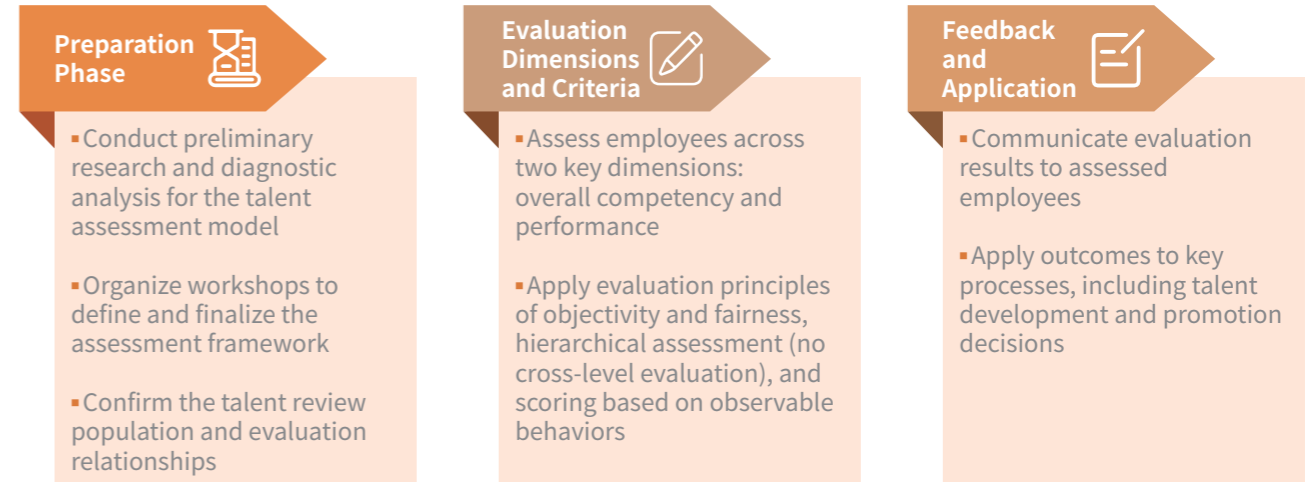 Preparation
Phase
▪Conduct preliminary
research and diagnostic
analysis for the talent
assessment model
▪Organize workshops to
define and finalize the
assessment framework
▪Confirm the talent review
population and evaluation
relationships
Evaluation
Dimensions
and Criteria
▪Assess employees across
two key dimensions:
overall competency and
performance
▪Apply evaluation principles
of objectivity and fairness,
hierarchical assessment (no
cross-level evaluation), and
scoring based on observable
behaviors
Feedback
and
Application
▪Communicate evaluation
results to assessed
employees
▪Apply outcomes to key
processes, including talent
development and promotion
decisions